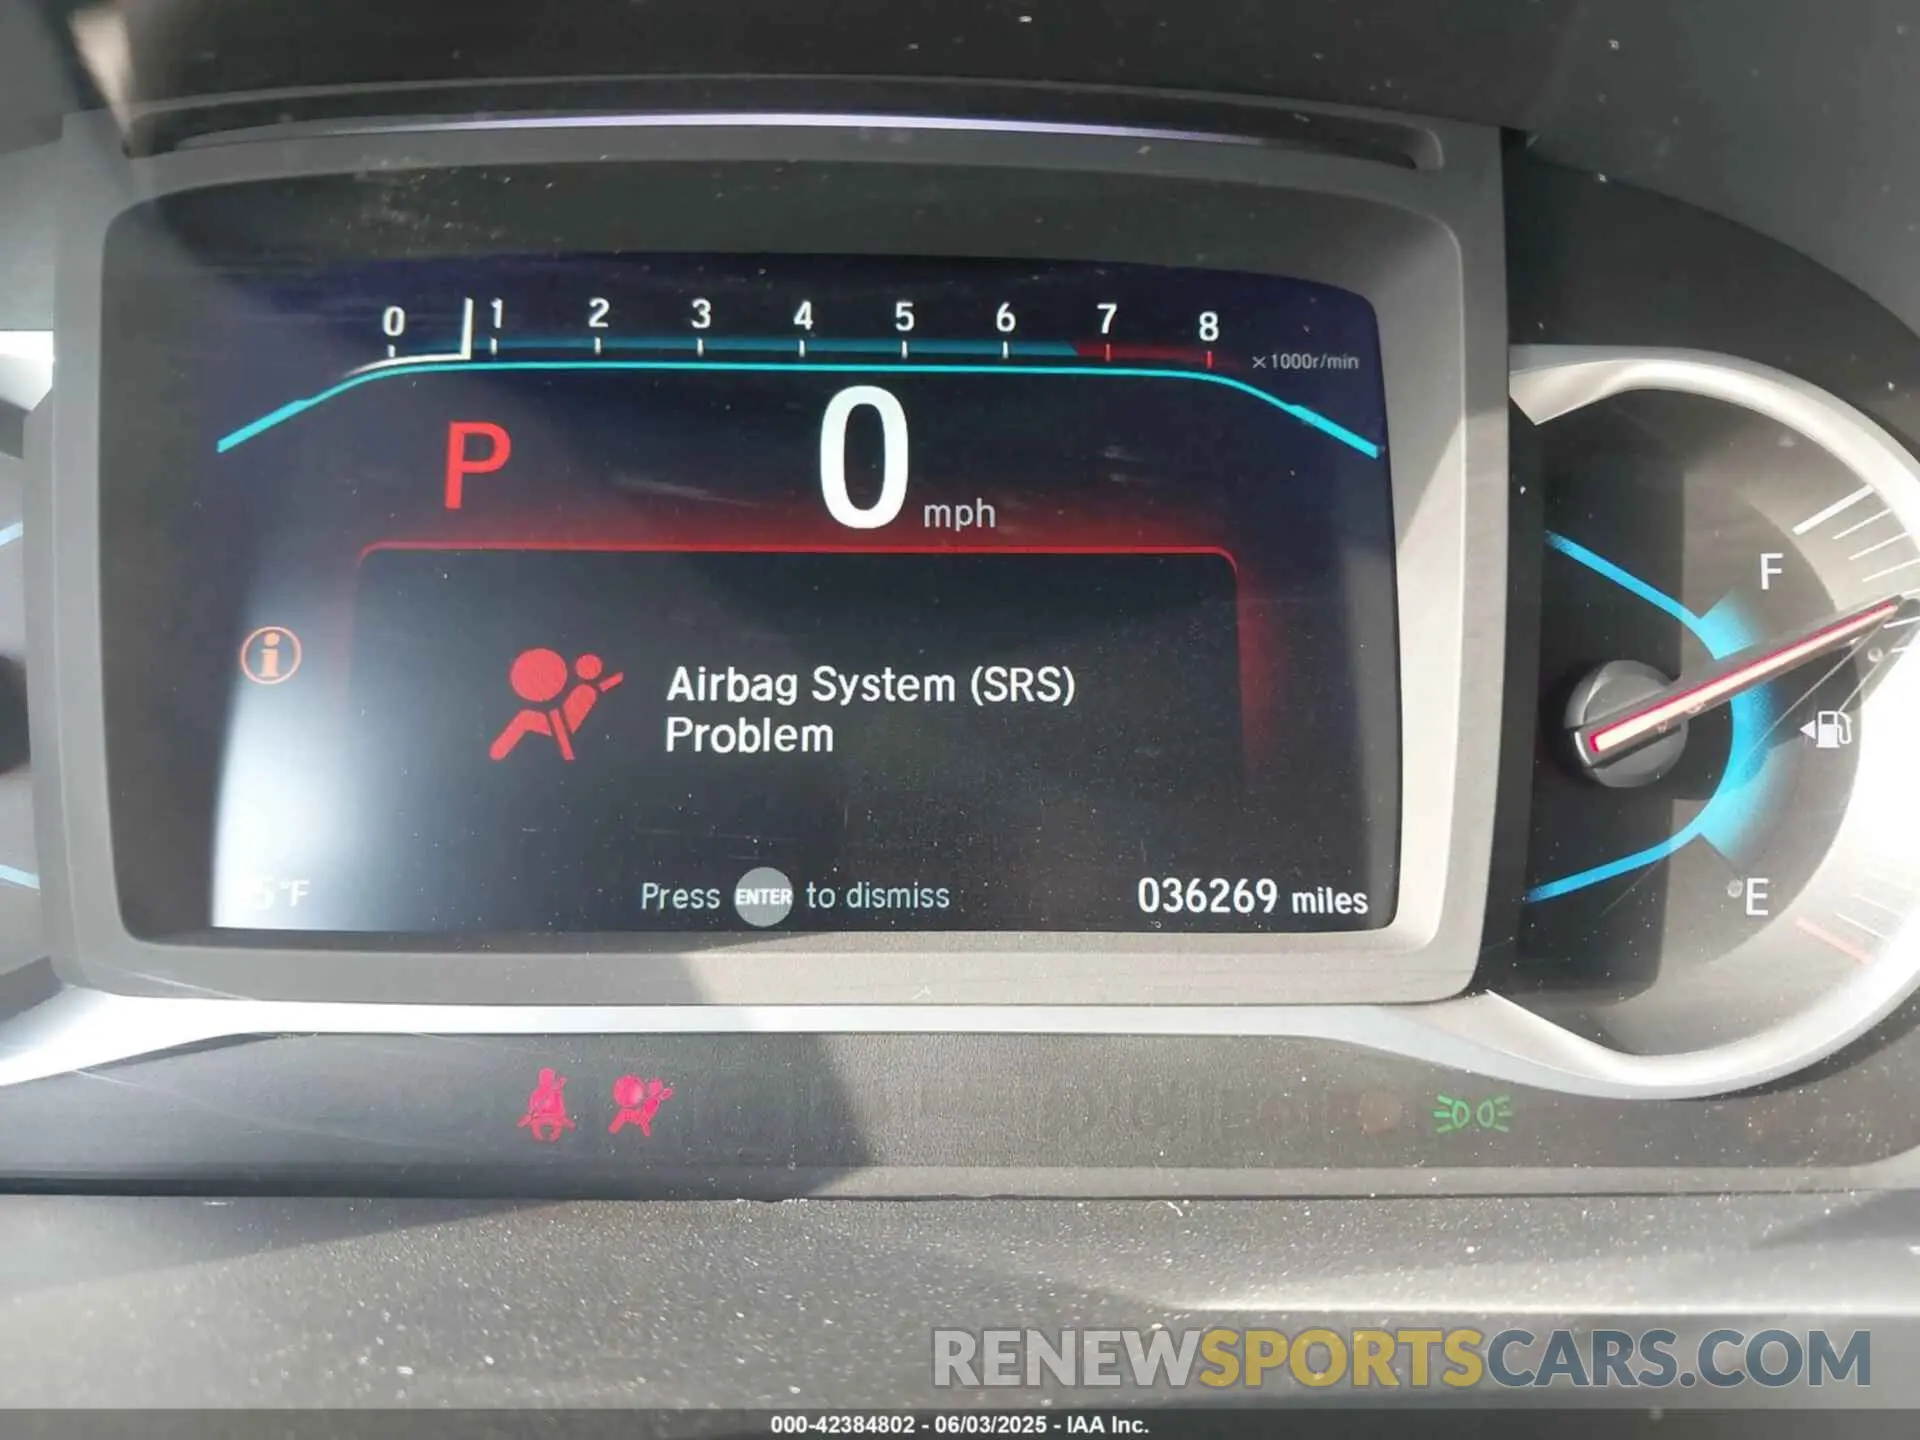 0 1 2 3 4 5 6 7 8
×1000r/min
P 0 mph
F
i
Airbag System (SRS)
Problem
E
°F Press ENTER to dismiss 036269 miles
RENEWSPORTSCARS.COM
000-42384802 - 06/03/2025 - IAA Inc.